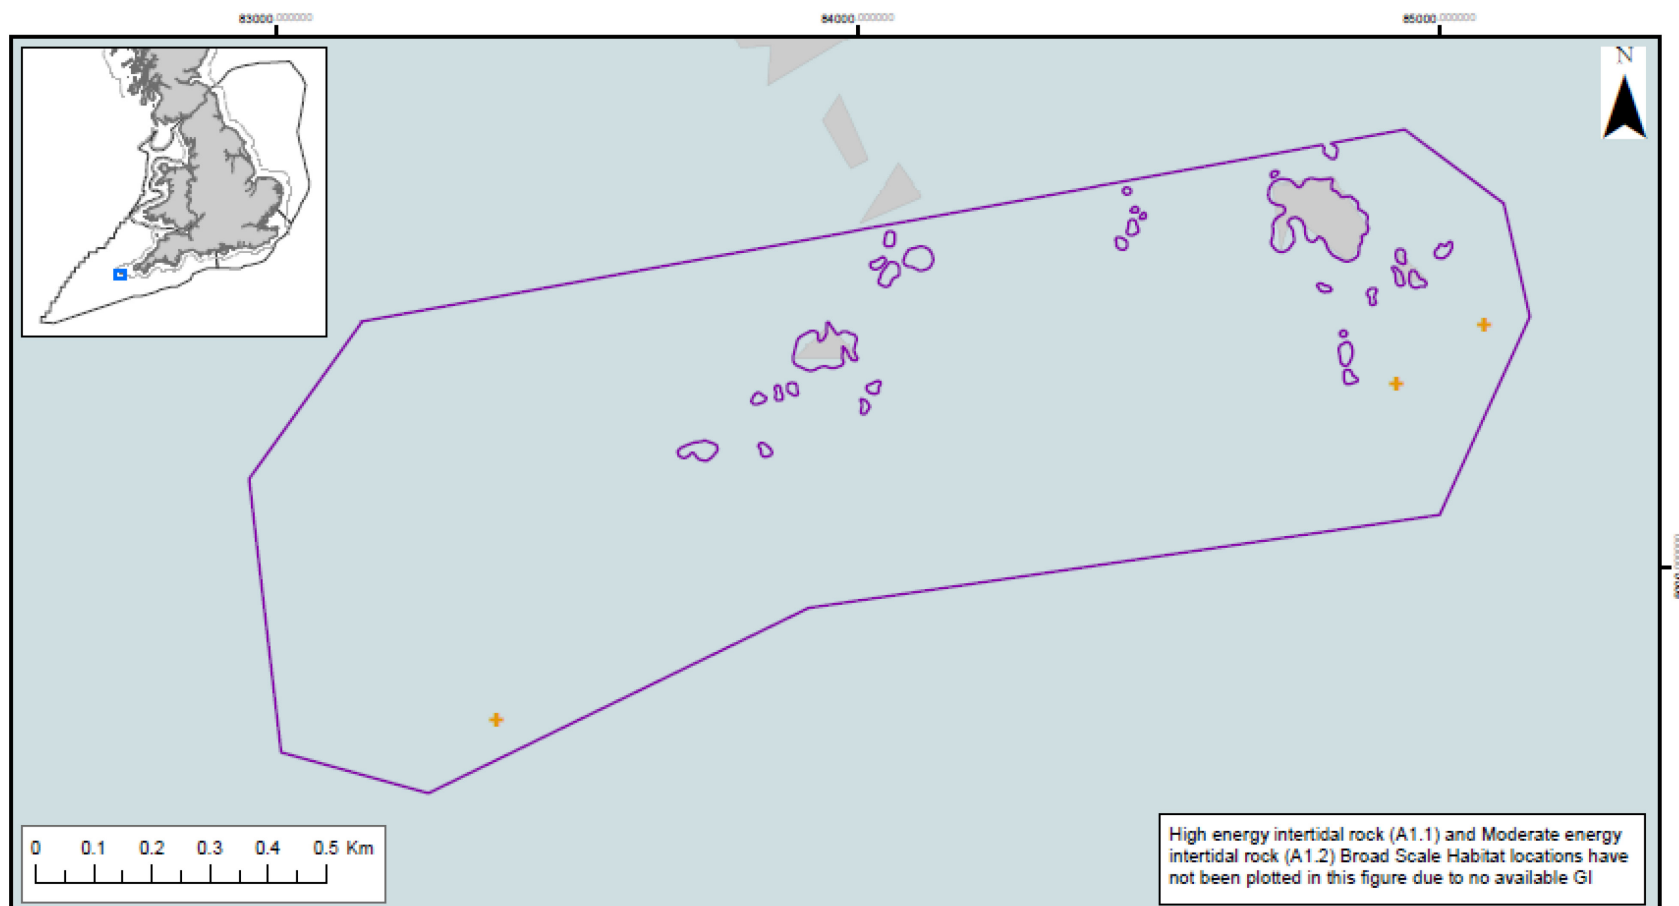 83000.000000
84000.000000
85000.000000
N
0 0.1 0.2 0.3 0.4 0.5 Km
High energy intertidal rock (A1.1) and Moderate energy
intertidal rock (A1.2) Broad Scale Habitat locations have
not been plotted in this figure due to no available GI